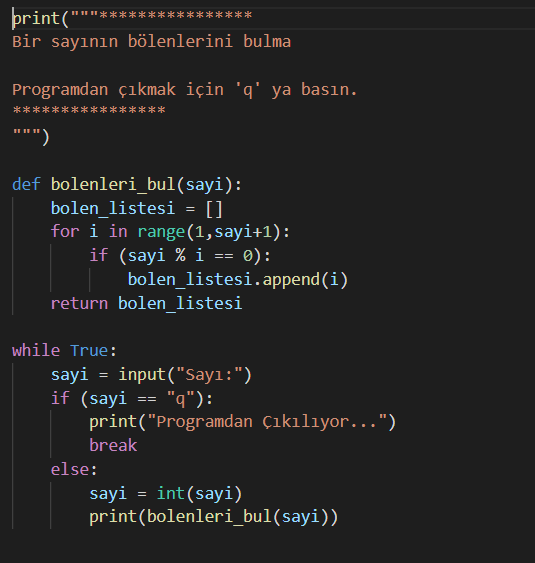 print("""****************
Bir sayının bölenlerini bulma
Programdan çıkmak için 'q' ya basın.
****************
""")
def bolenleri_bul(sayi):
    bolen_listesi = []
    for i in range(1,sayi+1):
        if (sayi % i == 0):
            bolen_listesi.append(i)
    return bolen_listesi
while True:
    sayi = input("Sayı:")
    if (sayi == "q"):
        print("Programdan Çıkılıyor...")
        break
    else:
        sayi = int(sayi)
        print(bolenleri_bul(sayi))